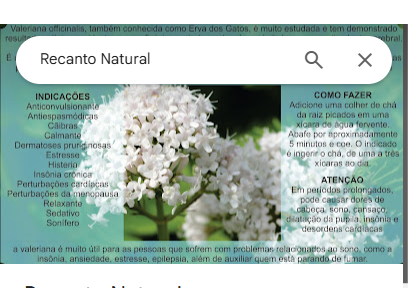 Valeriana officinalis, também conhecida como Erva dos Gatos, é muito estudada e tem demonstrado
Recanto Natural
INDICAÇÕES
Anticonvulsionante
Antiespasmódicas
Cãibras
Calmante
Dermatoses pruriginosas
Estresse
Histeria
Insônia crônica
Perturbações cardíaças
Perturbações da menopausa
Relaxante
Sedativo
Sonífero
COMO FAZER
Adicione uma colher de chá
da raiz picados em uma
xícara de água fervente.
Abafe por aproximadamente
5 minutos e coe. O indicado
é ingerir o chá, de uma a três
xícaras ao dia.
ATENÇÃO
Em períodos prolongados,
pode causar dores de
cabeça, sono, cansaço,
dilatação da pupila, insônia e
desordens cardíacas
a valeriana é muito útil para as pessoas que sofrem com problemas relacionados ao sono, como a
insônia, ansiedade, estresse, epilepsia, além de auxiliar quem está parando de fumar.